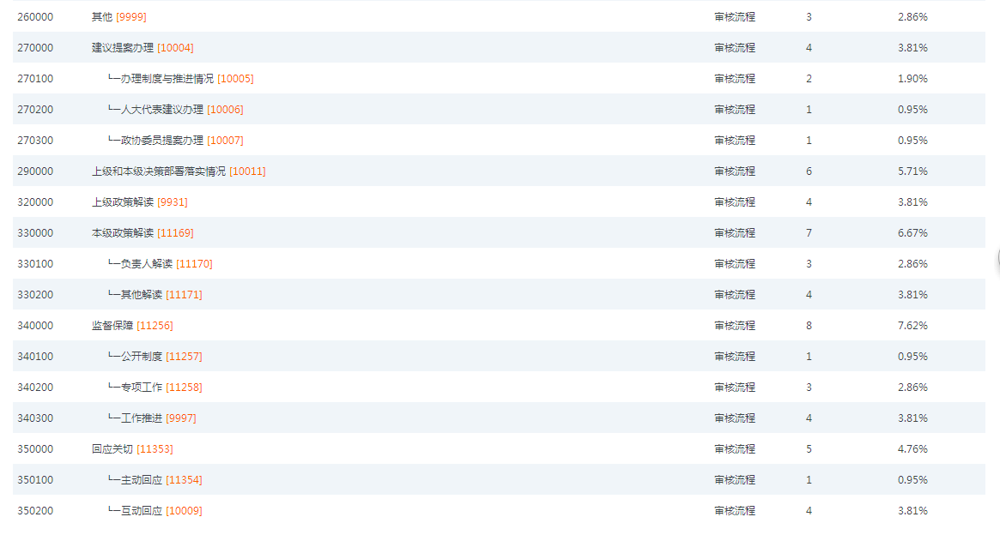 260000 其他 [9999] 审核流程 3 2.86%
270000 建议提案办理 [10004] 审核流程 4 3.81%
270100 └─办理制度与推进情况 [10005] 审核流程 2 1.90%
270200 └─人大代表建议办理 [10006] 审核流程 1 0.95%
270300 └─政协委员提案办理 [10007] 审核流程 1 0.95%
290000 上级和本级决策部署落实情况 [10011] 审核流程 6 5.71%
320000 上级政策解读 [9931] 审核流程 4 3.81%
330000 本级政策解读 [11169] 审核流程 7 6.67%
330100 └─负责人解读 [11170] 审核流程 3 2.86%
330200 └─其他解读 [11171] 审核流程 4 3.81%
340000 监督保障 [11256] 审核流程 8 7.62%
340100 └─公开制度 [11257] 审核流程 1 0.95%
340200 └─专项工作 [11258] 审核流程 3 2.86%
340300 └─工作推进 [9997] 审核流程 4 3.81%
350000 回应关切 [11353] 审核流程 5 4.76%
350100 └─主动回应 [11354] 审核流程 1 0.95%
350200 └─互动回应 [10009] 审核流程 4 3.81%